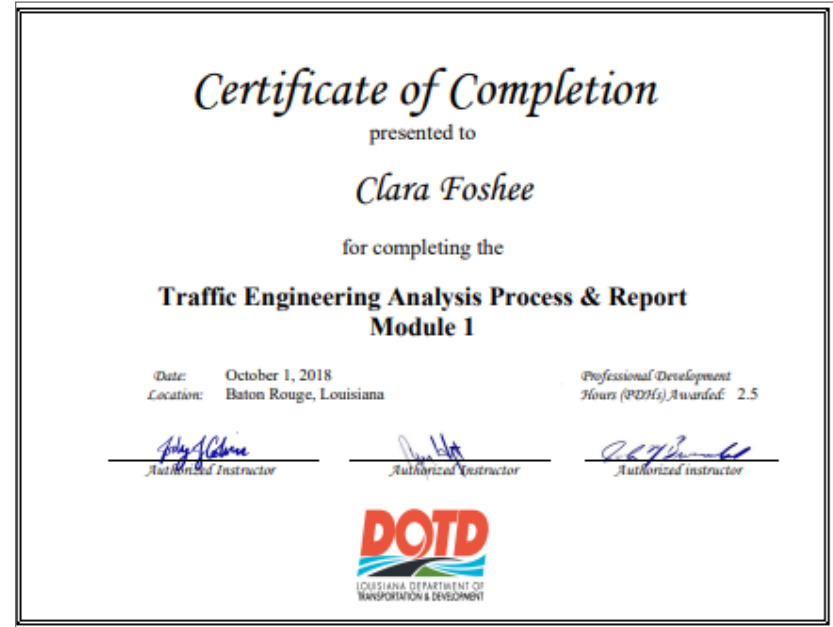 Certificate of Completion
presented to
Clara Foshee
for completing the
Traffic Engineering Analysis Process & Report
Module 1
Date: October 1, 2018
Location: Baton Rouge, Louisiana
Professional Development
Hours (PDHs) Awarded: 2.5
Authorized Instructor
Authorized Instructor
Authorized instructor
DOTD
LOUISIANA DEPARTMENT OF
TRANSPORTATION & DEVELOPMENT